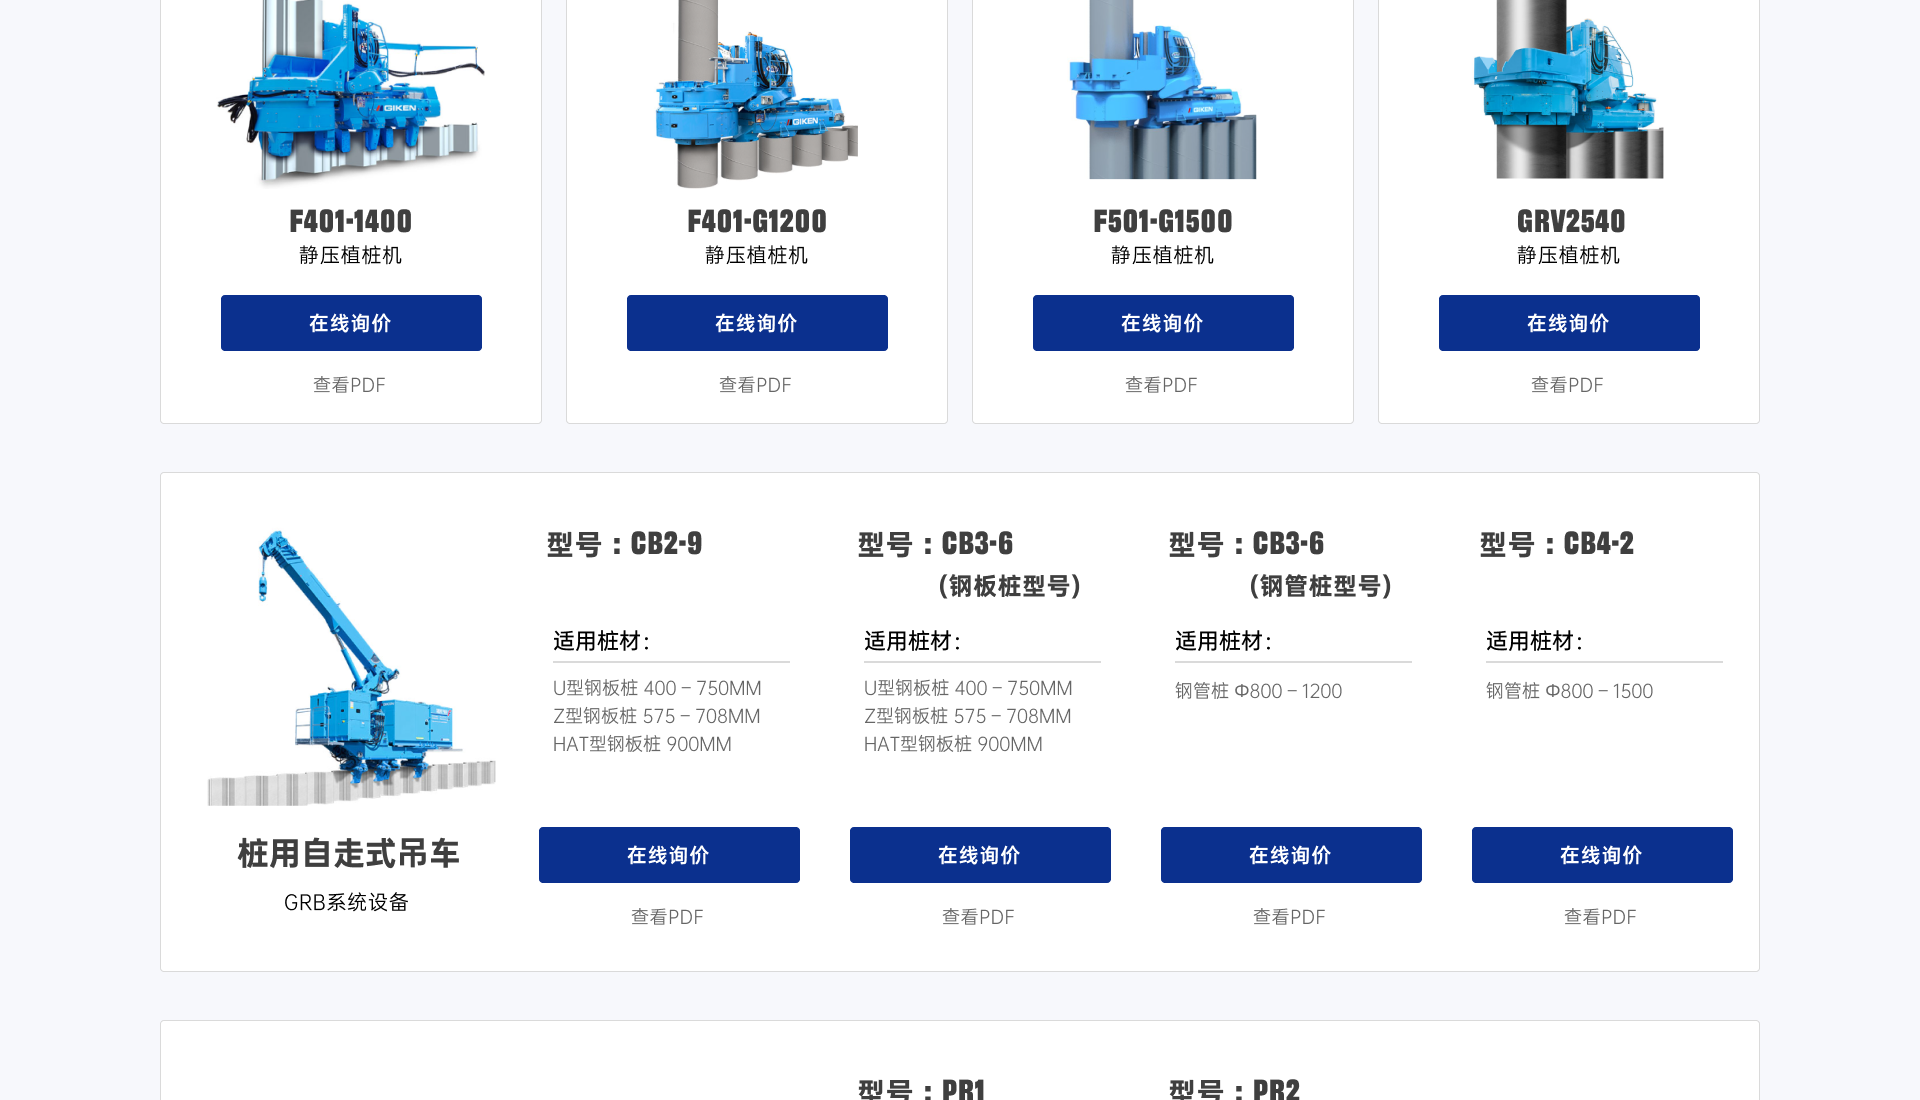 GIKEN
GIKEN
GIKEN
F401-1400
静压植桩机
在线询价
查看PDF
F401-G1200
静压植桩机
在线询价
查看PDF
F501-G1500
静压植桩机
在线询价
查看PDF
GRV2540
静压植桩机
在线询价
查看PDF
桩用自走式吊车
GRB系统设备
型号：CB2-9
适用桩材：
U型钢板桩 400 – 750MM
Z型钢板桩 575 – 708MM
HAT型钢板桩 900MM
在线询价
查看PDF
型号：CB3-6
（钢板桩型号）
适用桩材：
U型钢板桩 400 – 750MM
Z型钢板桩 575 – 708MM
HAT型钢板桩 900MM
在线询价
查看PDF
型号：CB3-6
（钢管桩型号）
适用桩材：
钢管桩 Φ800 – 1200
在线询价
查看PDF
型号：CB4-2
适用桩材：
钢管桩 Φ800 – 1500
在线询价
查看PDF
型号：PR1
型号：PR2